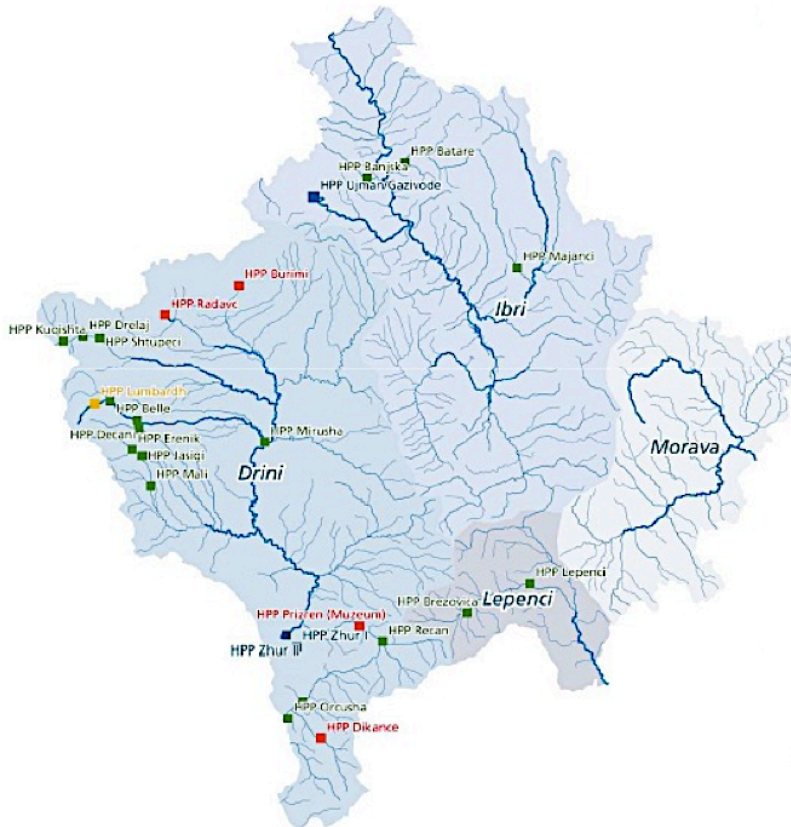 HPP Batare
HPP Banjska
HPP Ujman/Gazivode
HPP Majanci
HPP Burimi
HPP Radavc
Ibri
HPP Kuqishta
HPP Drelaj
HPP Shtupeci
HPP Lumbardh
HPP Belle
HPP Decani
HPP Erenik
HPP Mirusha
Morava
HPP Jasiqi
Drini
HPP Mali
HPP Lepenci
Lepenci
HPP Brezovica
HPP Prizren (Muzeum)
HPP Zhur I
HPP Recan
HPP Zhur II
HPP Orcusha
HPP Dikance